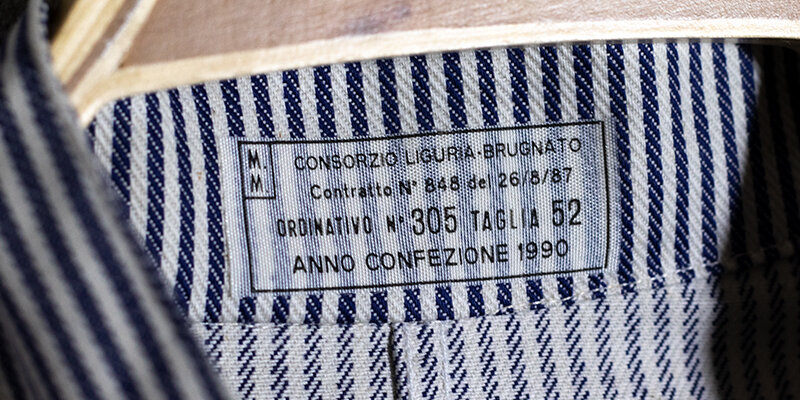 M M
CONSORZIO LIGURIA-BRUGNATO
Contratto N° 848 del 26/8/87
ORDINATIVO N° 305 TAGLIA 52
ANNO CONFEZIONE 1990